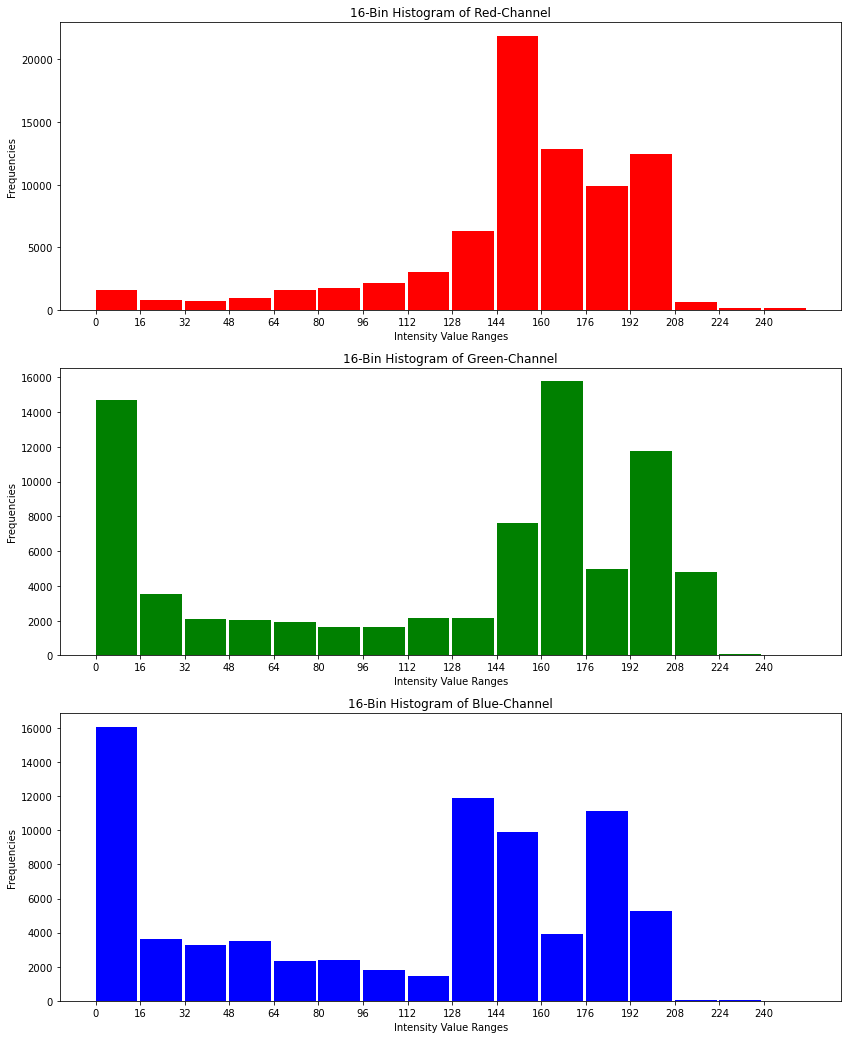 16-Bin Histogram of Red-Channel
20000
15000
10000
5000
0
Frequencies
0 16 32 48 64 80 96 112 128 144 160 176 192 208 224 240
Intensity Value Ranges
16-Bin Histogram of Green-Channel
16000
14000
12000
10000
8000
6000
4000
2000
0
Frequencies
0 16 32 48 64 80 96 112 128 144 160 176 192 208 224 240
Intensity Value Ranges
16-Bin Histogram of Blue-Channel
16000
14000
12000
10000
8000
6000
4000
2000
0
Frequencies
0 16 32 48 64 80 96 112 128 144 160 176 192 208 224 240
Intensity Value Ranges